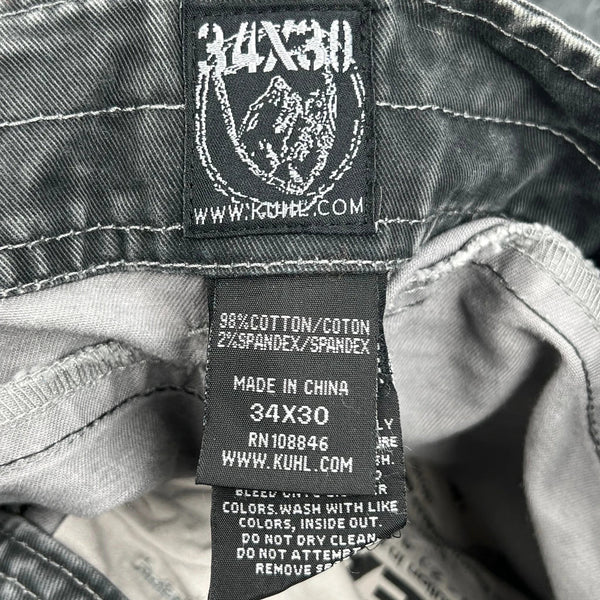 34X30
WWW.KUHL.COM
98%COTTON/COTON
2%SPANDEX/SPANDEX
MADE IN CHINA
34X30
RN108846
WWW.KUHL.COM
COLORS.WASH WITH LIKE
COLORS, INSIDE OUT.
DO NOT DRY CLEAN
DO NOT ATTEMPT
REMOVE